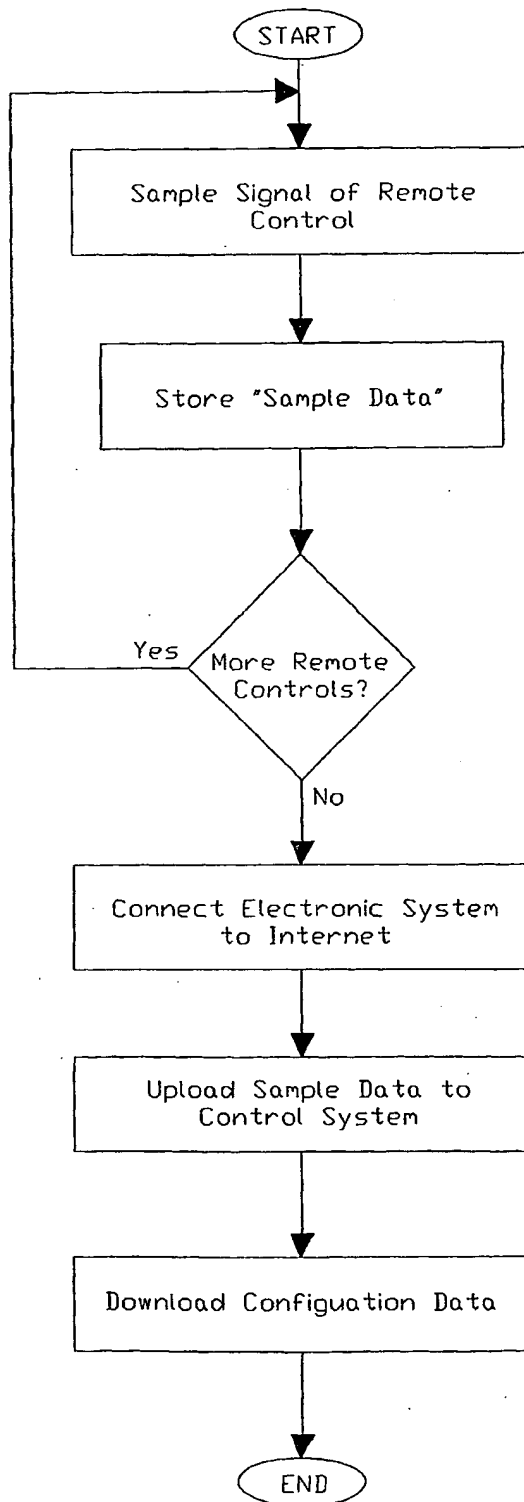 START
Sample Signal of Remote
Control
Store "Sample Data"
Yes
More Remote
Controls?
No
Connect Electronic System
to Internet
Upload Sample Data to
Control System
Download Configuation Data
END